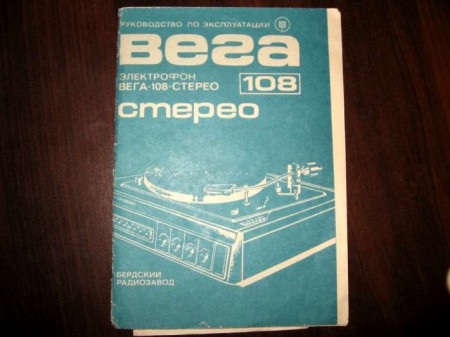 РУКОВОДСТВО ПО ЭКСПЛУАТАЦИИ
Вега
ЭЛЕКТРОФОН
ВЕГА-108-СТЕРЕО
108
стерео
БЕРДСКИЙ
РАДИОЗАВОД